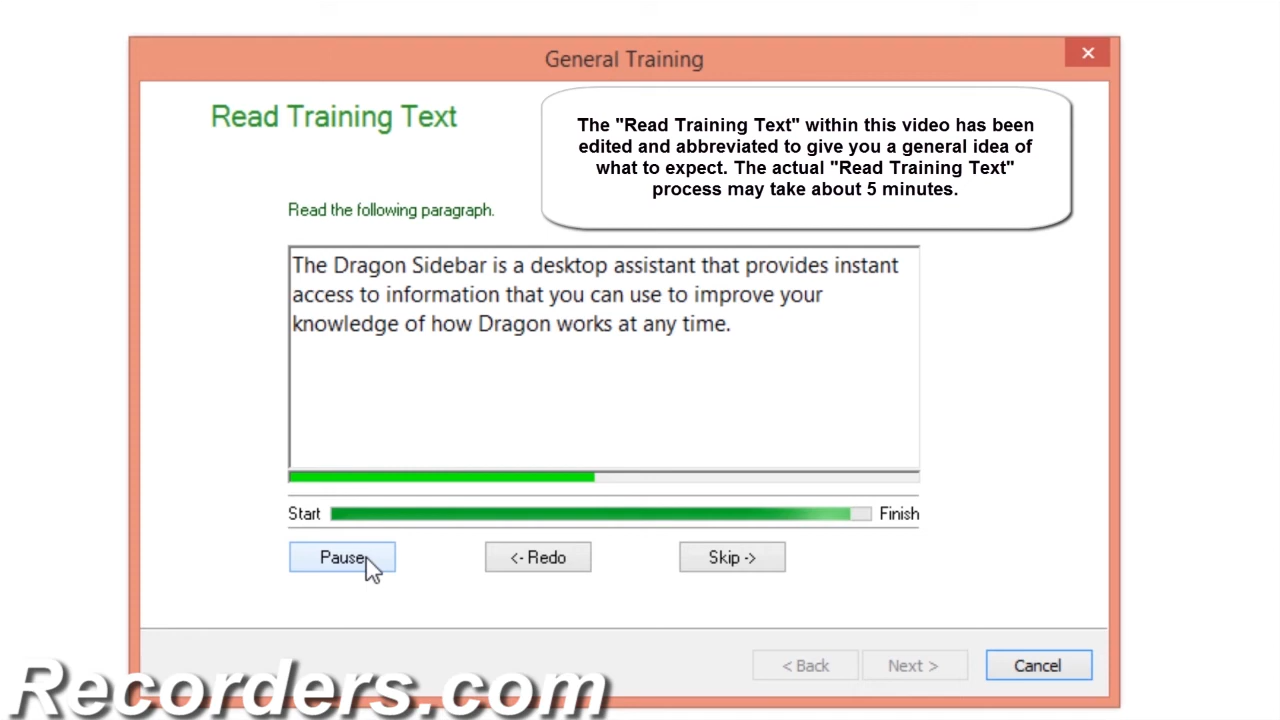 General Training
Read Training Text
The "Read Training Text" within this video has been
edited and abbreviated to give you a general idea of
what to expect. The actual "Read Training Text"
process may take about 5 minutes.
Read the following paragraph.
The Dragon Sidebar is a desktop assistant that provides instant
access to information that you can use to improve your
knowledge of how Dragon works at any time.
Start
Finish
Pause
<- Redo
Skip ->
< Back
Next >
Cancel
Recorders.com